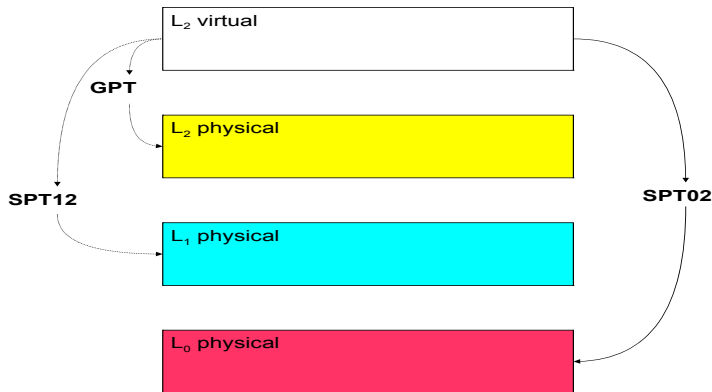 L₂ virtual
GPT
L₂ physical
SPT12
SPT02
L₁ physical
L₀ physical